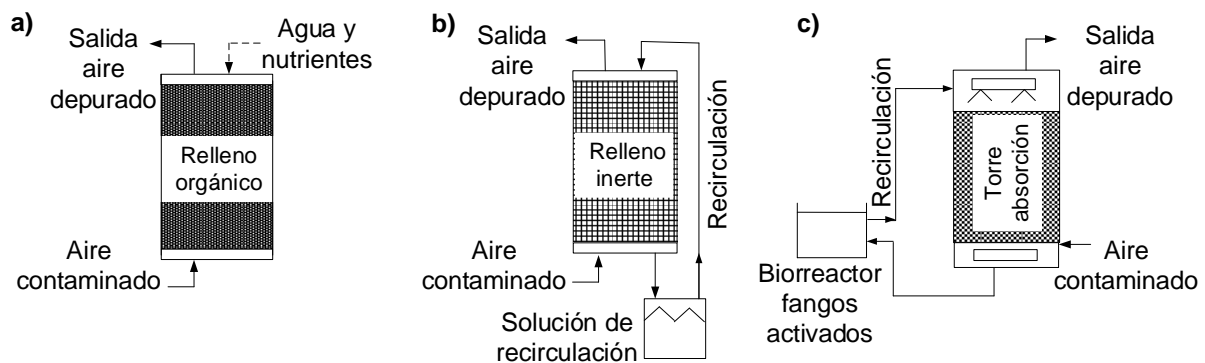 a)
Salida
aire
depurado
Agua y
nutrientes
Relleno
orgánico
Aire
contaminado
b)
Salida
aire
depurado
Recirculación
Relleno
inerte
Aire
contaminado
Solución de
recirculación
c)
Salida
aire
depurado
Recirculación
Torre
absorción
Biorreactor
fangos
activados
Aire
contaminado